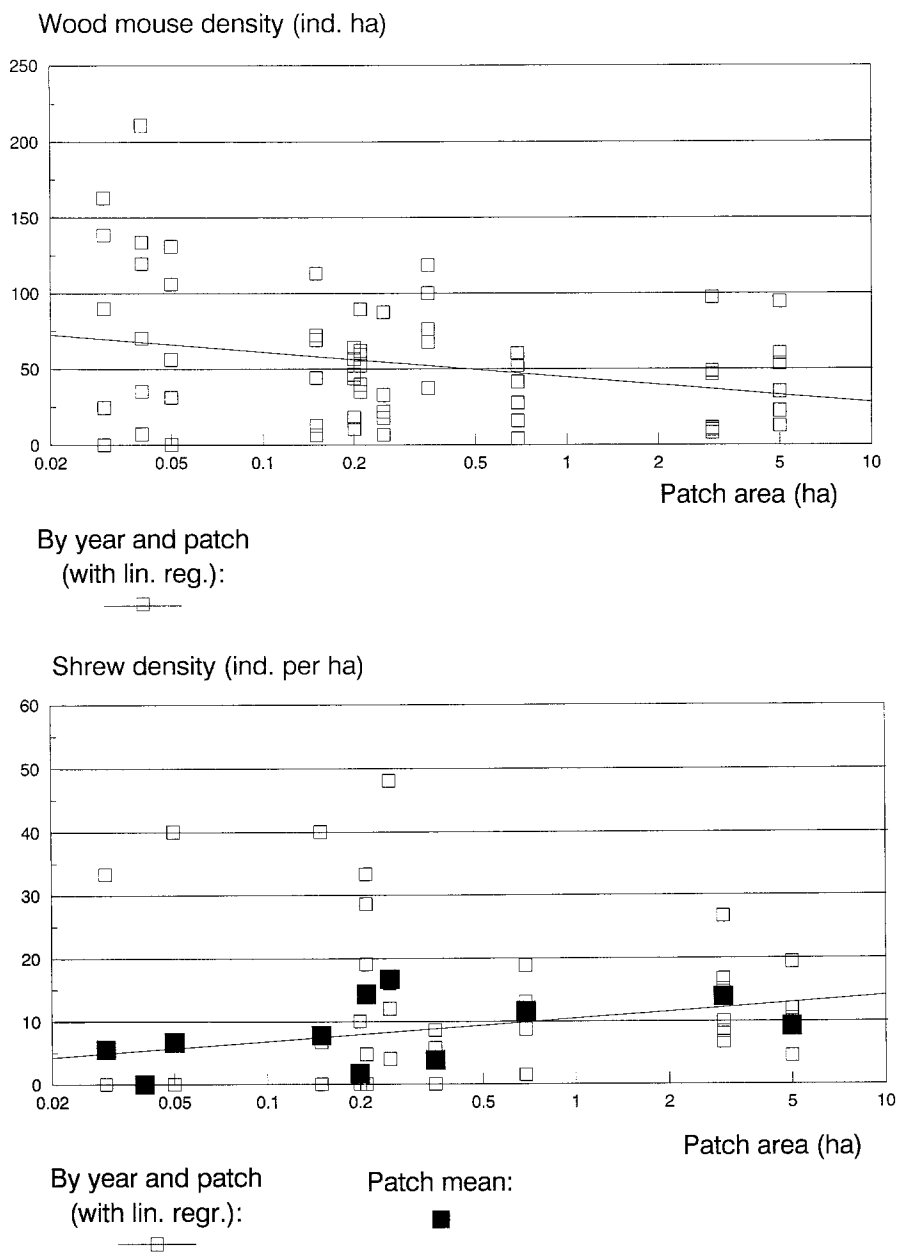 Wood mouse density (ind. ha)
250
200
150
100
50
0
0.02 0.05 0.1 0.2 0.5 1 2 5 10
Patch area (ha)
By year and patch
(with lin. reg.):
Shrew density (ind. per ha)
60
50
40
30
20
10
0
0.02 0.05 0.1 0.2 0.5 1 2 5 10
Patch area (ha)
By year and patch Patch mean:
(with lin. regr.):